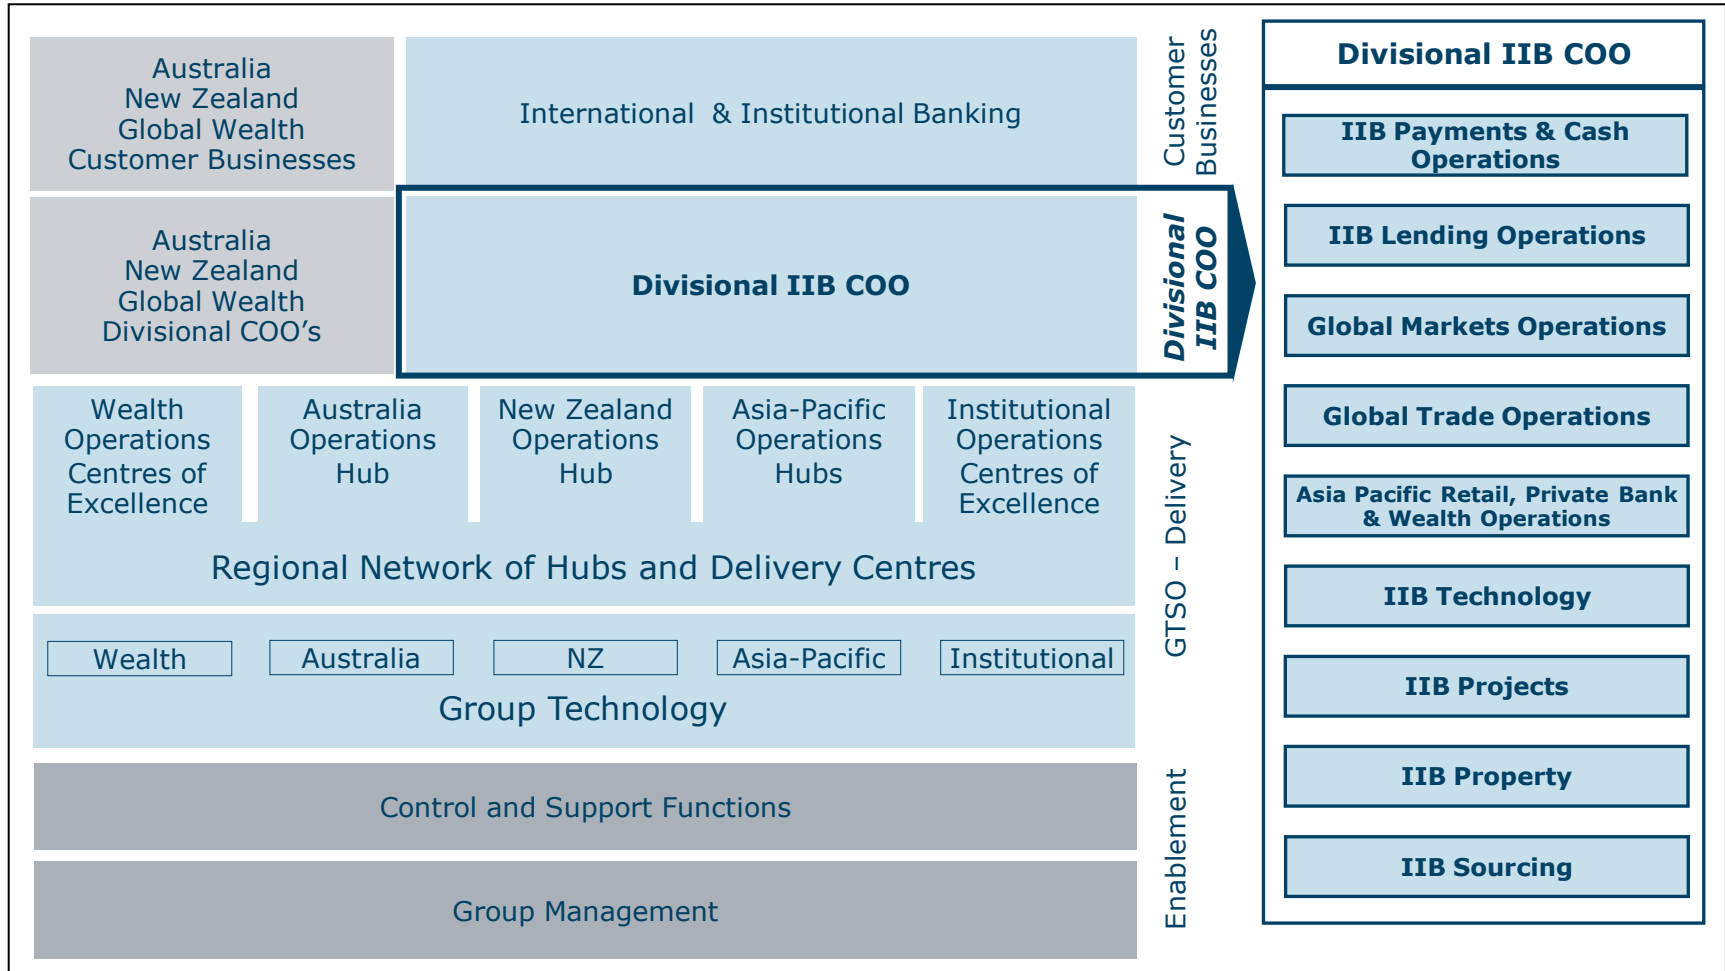 Australia
New Zealand
Global Wealth
Customer Businesses
International & Institutional Banking
Customer
Businesses
Australia
New Zealand
Global Wealth
Divisional COO’s
Divisional IIB COO
Divisional
IIB COO
Wealth
Operations
Centres of
Excellence
Australia
Operations
Hub
New Zealand
Operations
Hub
Asia-Pacific
Operations
Hubs
Institutional
Operations
Centres of
Excellence
Regional Network of Hubs and Delivery Centres
GTSO – Delivery
Wealth
Australia
NZ
Asia-Pacific
Institutional
Group Technology
Control and Support Functions
Group Management
Enablement
Divisional IIB COO
IIB Payments & Cash
Operations
IIB Lending Operations
Global Markets Operations
Global Trade Operations
Asia Pacific Retail, Private Bank
& Wealth Operations
IIB Technology
IIB Projects
IIB Property
IIB Sourcing